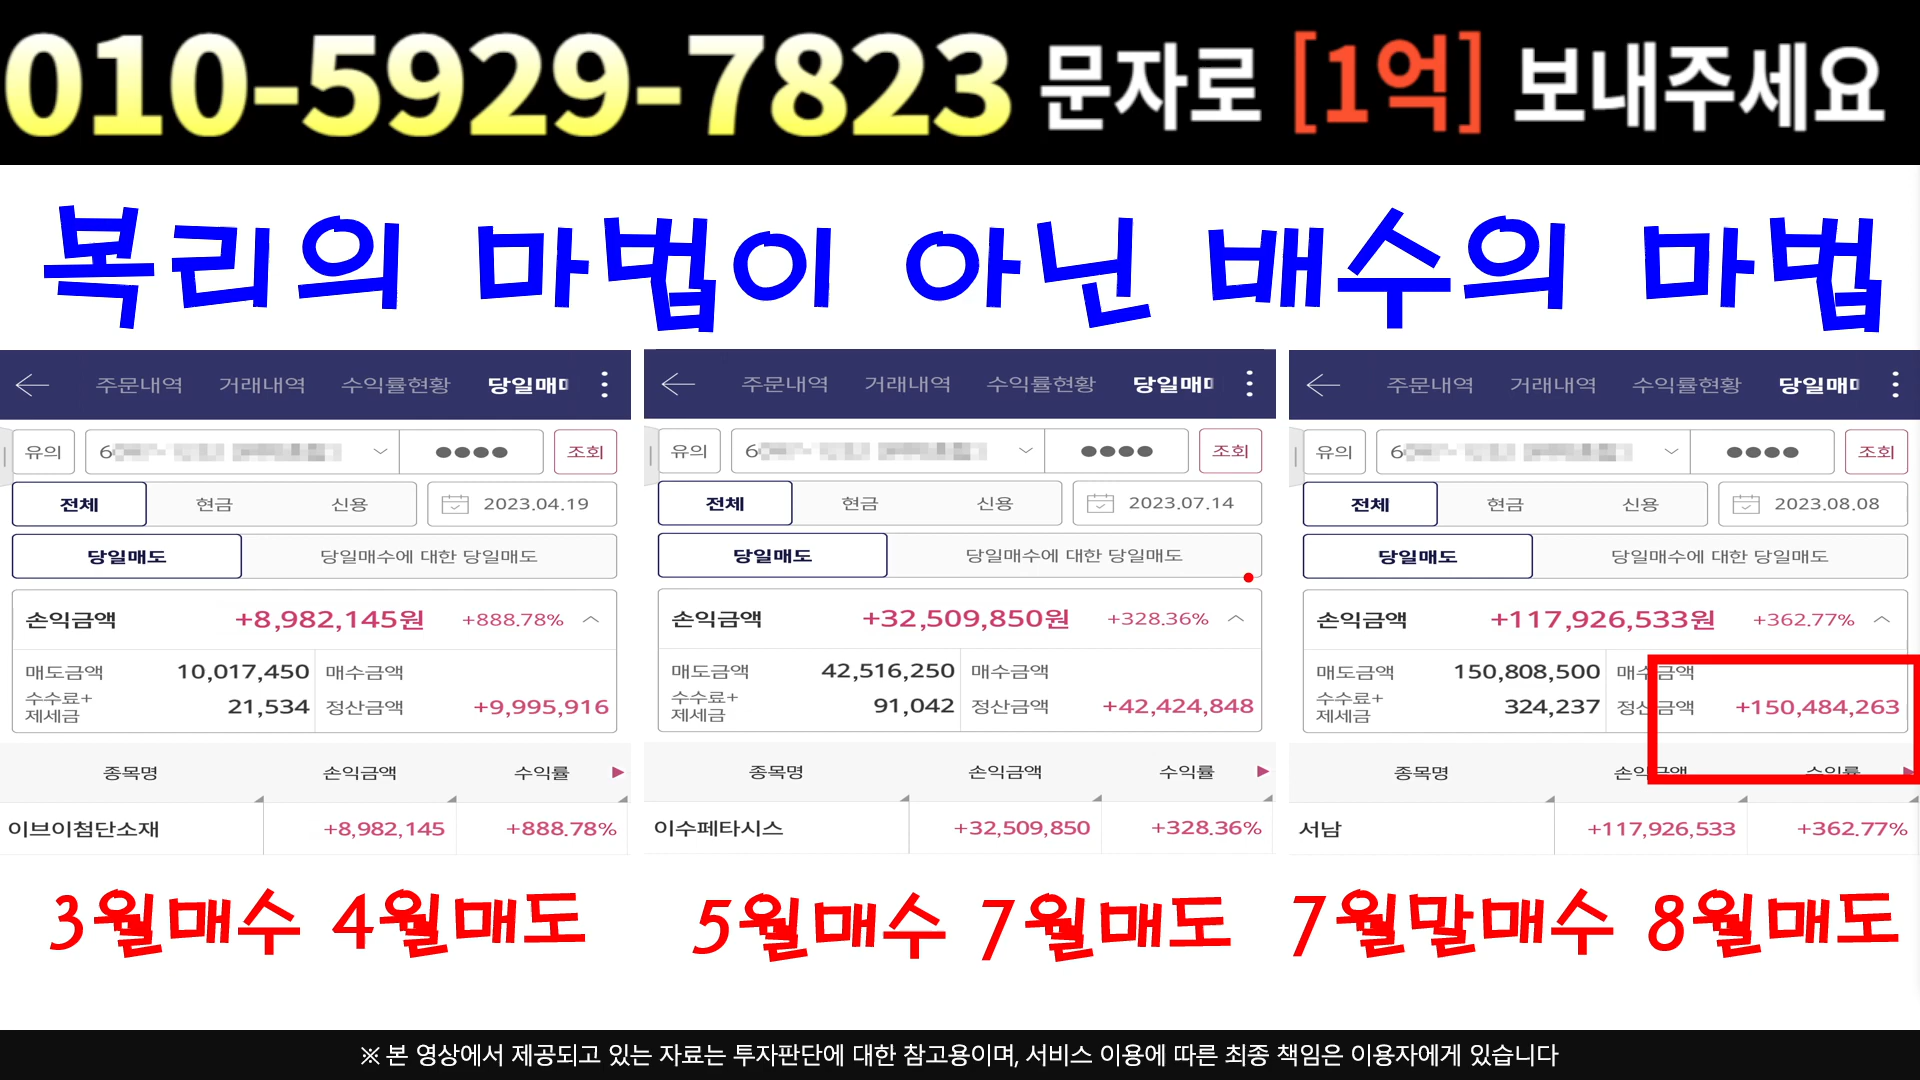 010-5929-7823 문자로 [1억] 보내주세요
복리의 마법이 아닌 배수의 마법
주문내역 거래내역 수익률현황 당일매
유의 6 ●●●● 조회
전체 현금 신용 2023.04.19
당일매도 당일매수에 대한 당일매도
손익금액 +8,982,145원 +888.78%
매도금액 10,017,450 매수금액
수수료+
제세금 21,534 정산금액 +9,995,916
종목명 손익금액 수익률
이브이첨단소재 +8,982,145 +888.78%
3월매수 4월매도
주문내역 거래내역 수익률현황 당일매
유의 6 ●●●● 조회
전체 현금 신용 2023.07.14
당일매도 당일매수에 대한 당일매도
손익금액 +32,509,850원 +328.36%
매도금액 42,516,250 매수금액
수수료+
제세금 91,042 정산금액 +42,424,848
종목명 손익금액 수익률
이수페타시스 +32,509,850 +328.36%
5월매수 7월매도
주문내역 거래내역 수익률현황 당일매
유의 6 ●●●● 조회
전체 현금 신용 2023.08.08
당일매도 당일매수에 대한 당일매도
손익금액 +117,926,533원 +362.77%
매도금액 150,808,500 매수금액
수수료+
제세금 324,237 정산금액 +150,484,263
종목명 손익금액 수익률
서남 +117,926,533 +362.77%
7월말매수 8월매도
※ 본 영상에서 제공되고 있는 자료는 투자판단에 대한 참고용이며, 서비스 이용에 따른 최종 책임은 이용자에게 있습니다